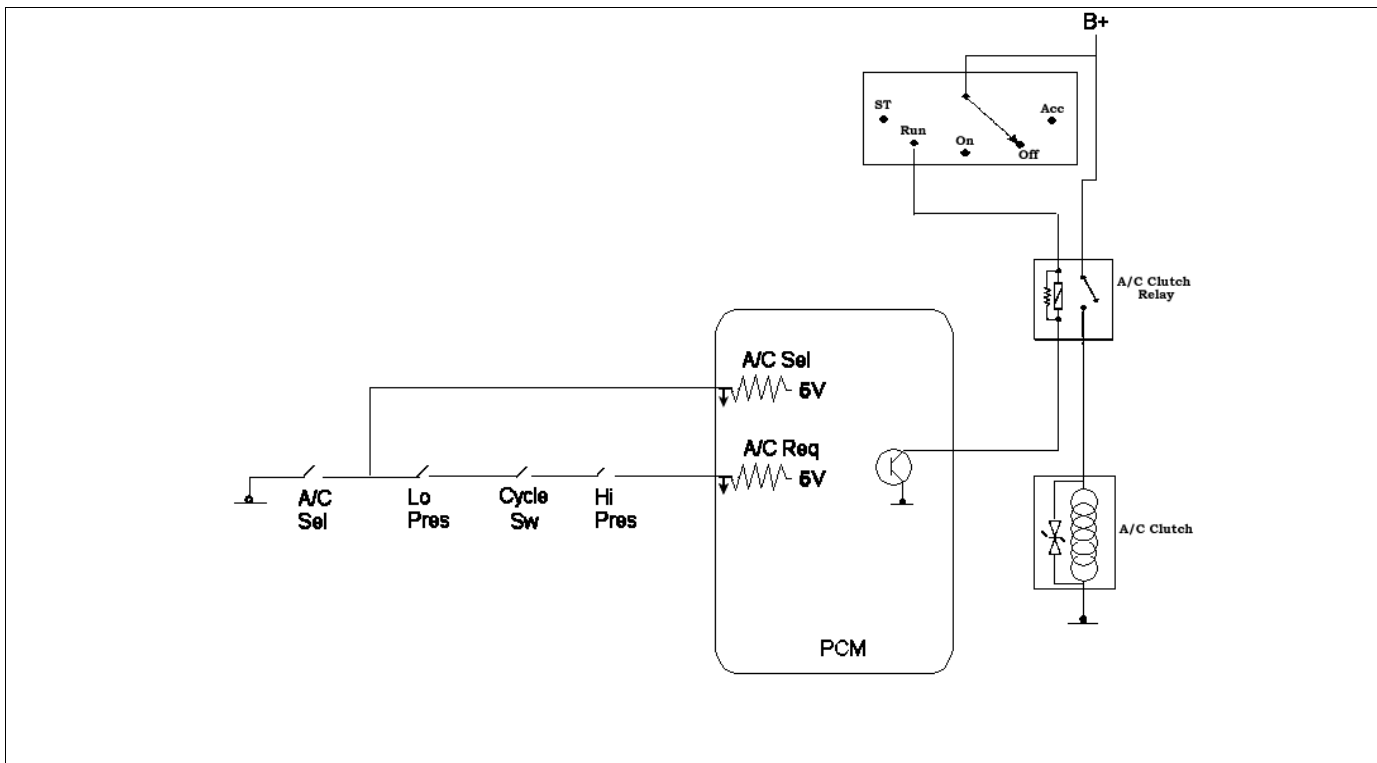 B+
ST
Acc
Run
On
Off
A/C Clutch
Relay
A/C Sel
5V
A/C Req
5V
A/C
Sel
Lo
Pres
Cycle
Sw
Hi
Pres
A/C Clutch
PCM